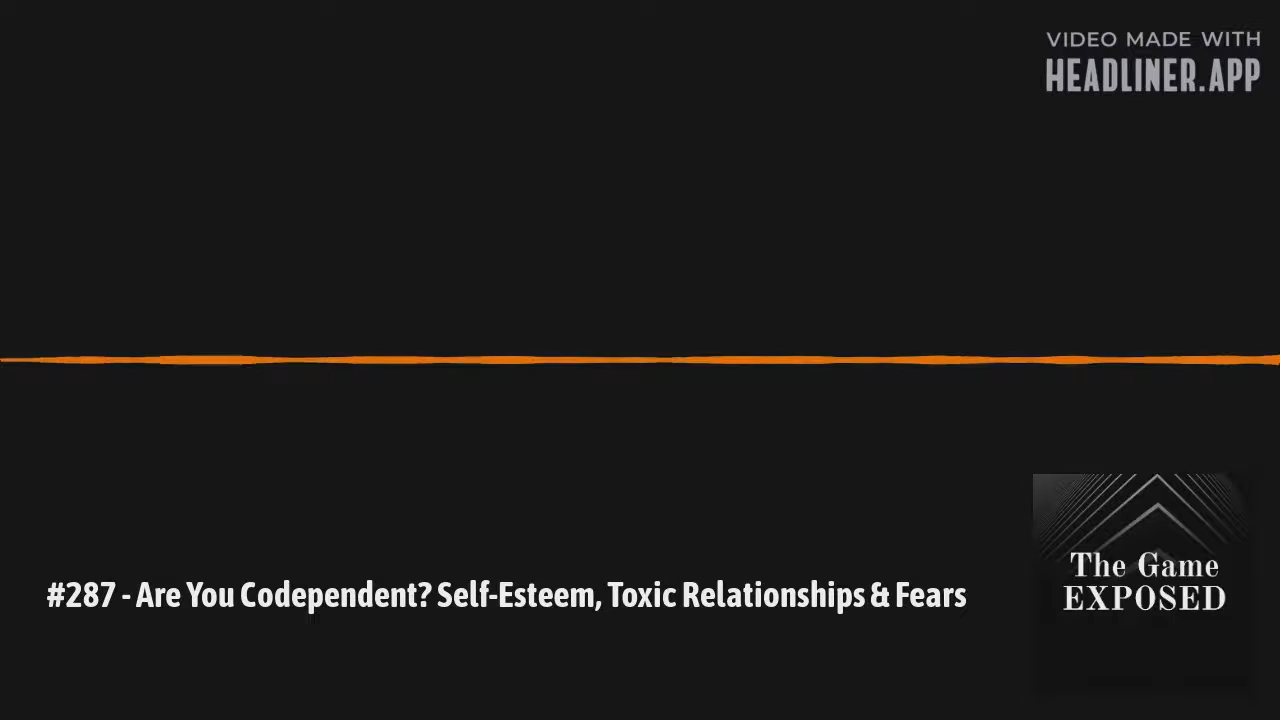 VIDEO MADE WITH
HEADLINER.APP
#287 - Are You Codependent? Self-Esteem, Toxic Relationships & Fears
The Game
EXPOSED